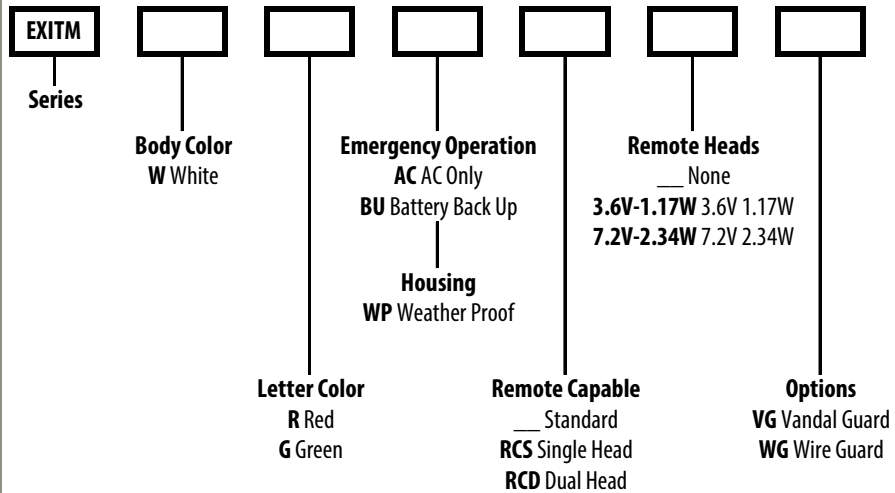 EXITM
Series
Body Color
W White
Emergency Operation
AC AC Only
BU Battery Back Up
Remote Heads
__ None
3.6V-1.17W 3.6V 1.17W
7.2V-2.34W 7.2V 2.34W
Housing
WP Weather Proof
Letter Color
R Red
G Green
Remote Capable
__ Standard
RCS Single Head
RCD Dual Head
Options
VG Vandal Guard
WG Wire Guard